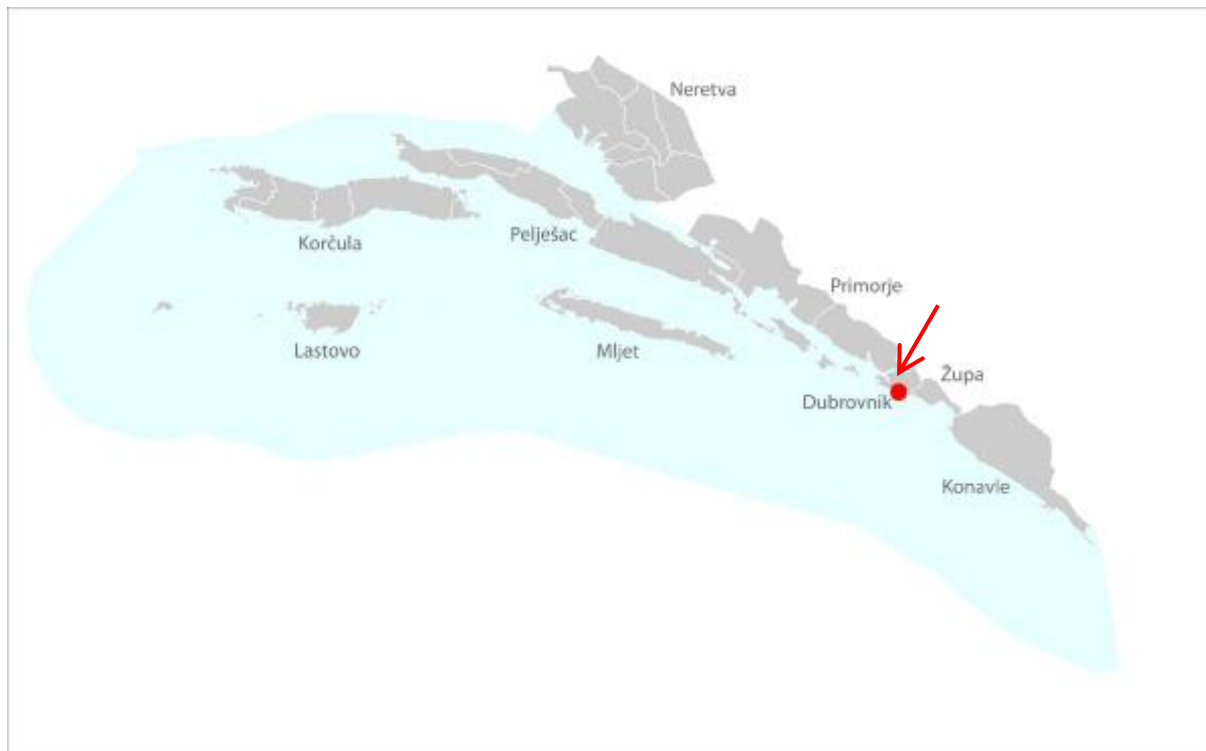 Neretva
Pelješac
Korčula
Primorje
Lastovo
Mljet
Župa
Dubrovnik
Konavle